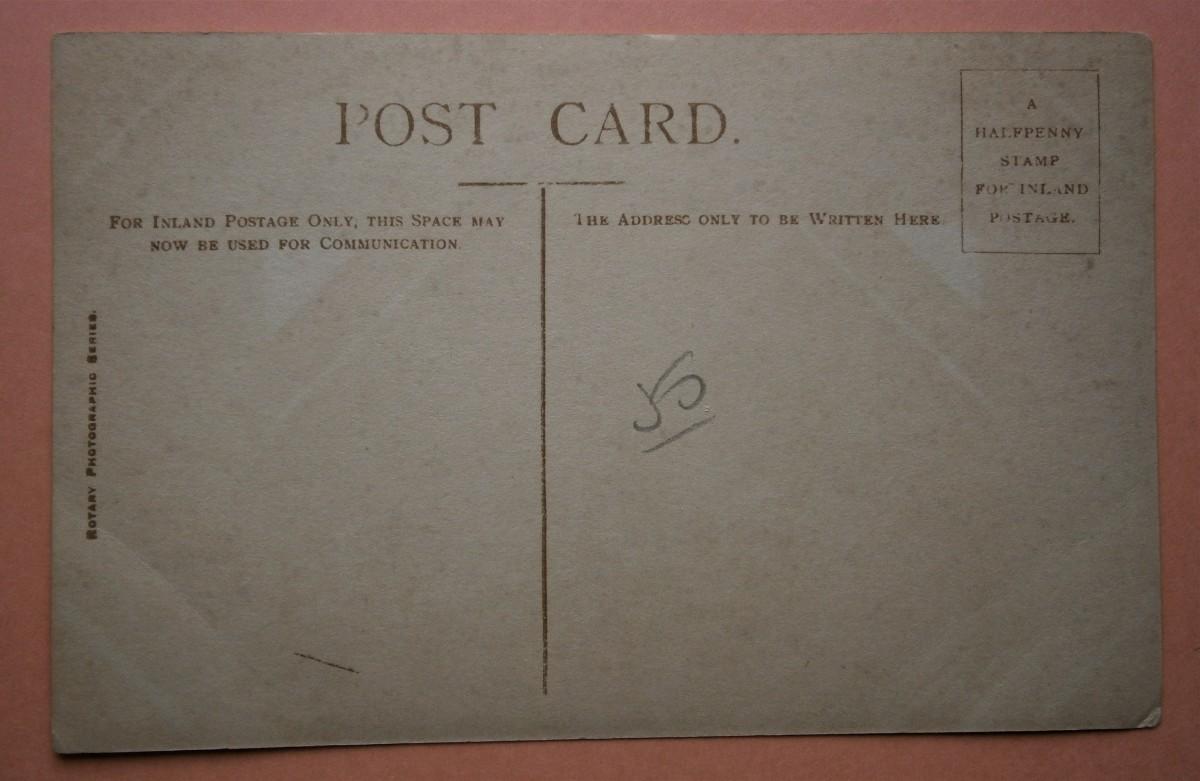 POST CARD.
FOR INLAND POSTAGE ONLY, THIS SPACE MAY
NOW BE USED FOR COMMUNICATION.
THE ADDRESS ONLY TO BE WRITTEN HERE
A
HALFPENNY
STAMP
FOR INLAND
POSTAGE.
ROTARY PHOTOGRAPHIC SERIES.